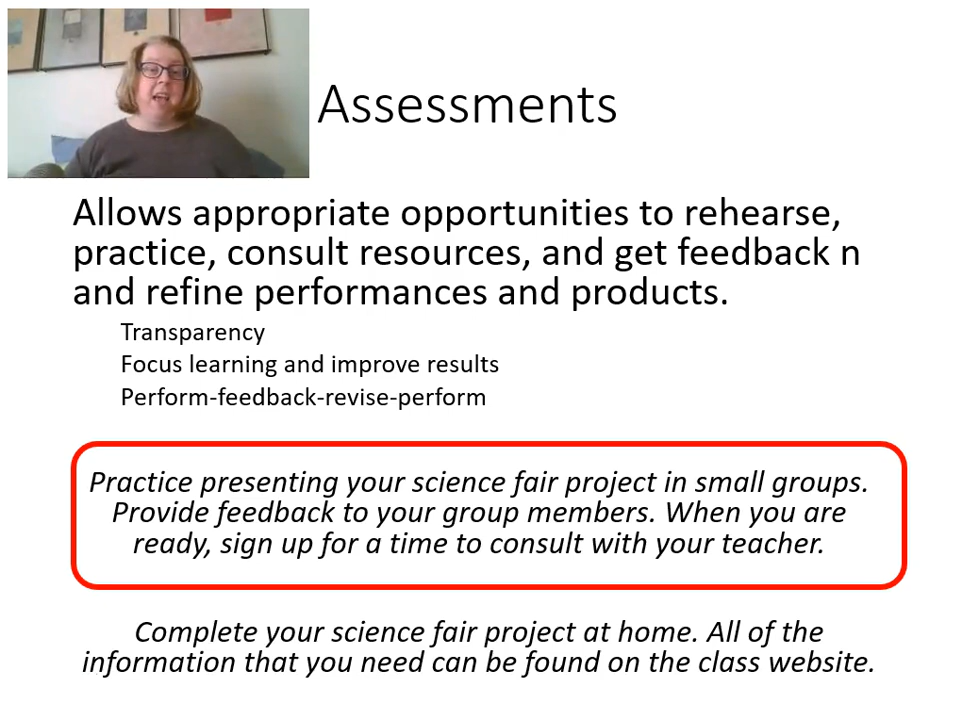 Assessments
Allows appropriate opportunities to rehearse,
practice, consult resources, and get feedback n
and refine performances and products.
Transparency
Focus learning and improve results
Perform-feedback-revise-perform
Practice presenting your science fair project in small groups.
Provide feedback to your group members. When you are
ready, sign up for a time to consult with your teacher.
Complete your science fair project at home. All of the
information that you need can be found on the class website.